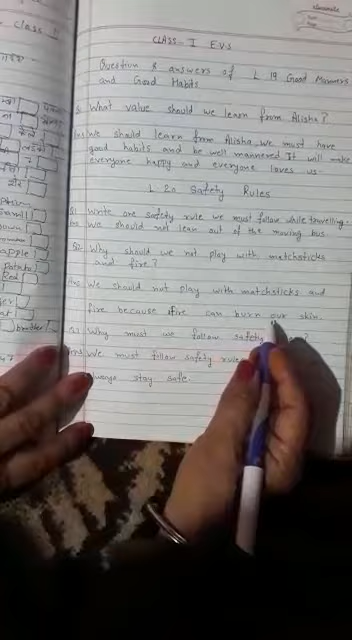 CLASS - I E.V.S
Question & answers of L 19 Good Manners
and Good Habits
Q What value should we learn from Alisha?
Ans We should learn from Alisha. We must have
good habits and be well mannered. It will make
everyone happy and everyone loves us.
L 20 Safety Rules
Q1 Write one safety rule we must follow while travelling.
Ans We should not lean out of the moving bus
Q2 Why should we not play with matchsticks
and fire?
Ans We should not play with matchsticks and
fire because fire can burn our skin.
Q3 Why must we follow safety ?
Ans We must follow safety rules
always stay safe.
apple
potato
Red
brother